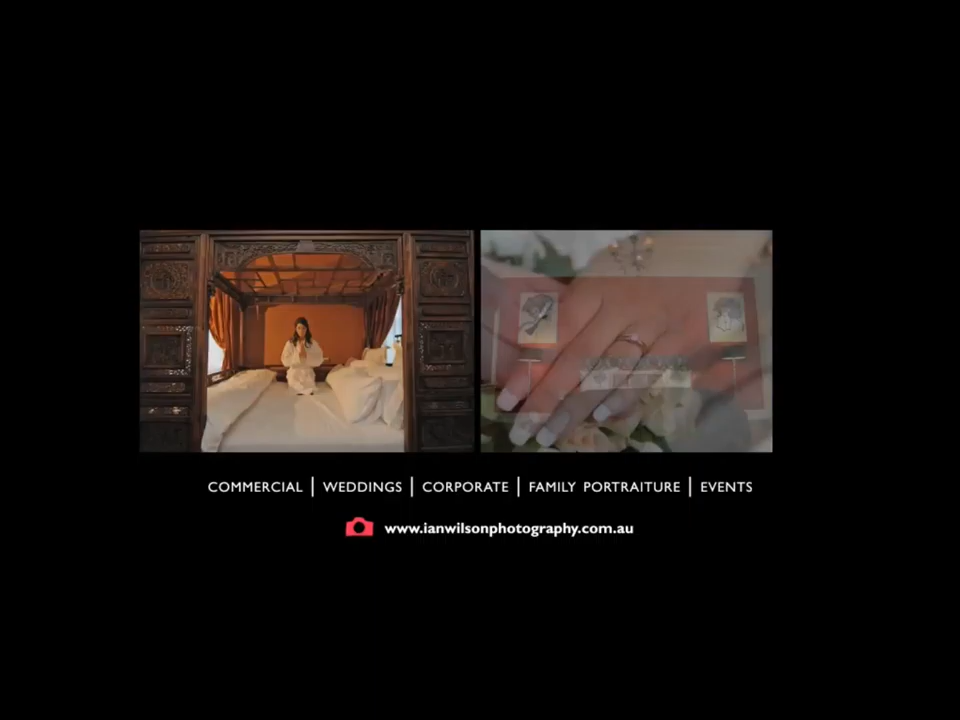 COMMERCIAL | WEDDINGS | CORPORATE | FAMILY PORTRAITURE | EVENTS
www.ianwilsonphotography.com.au